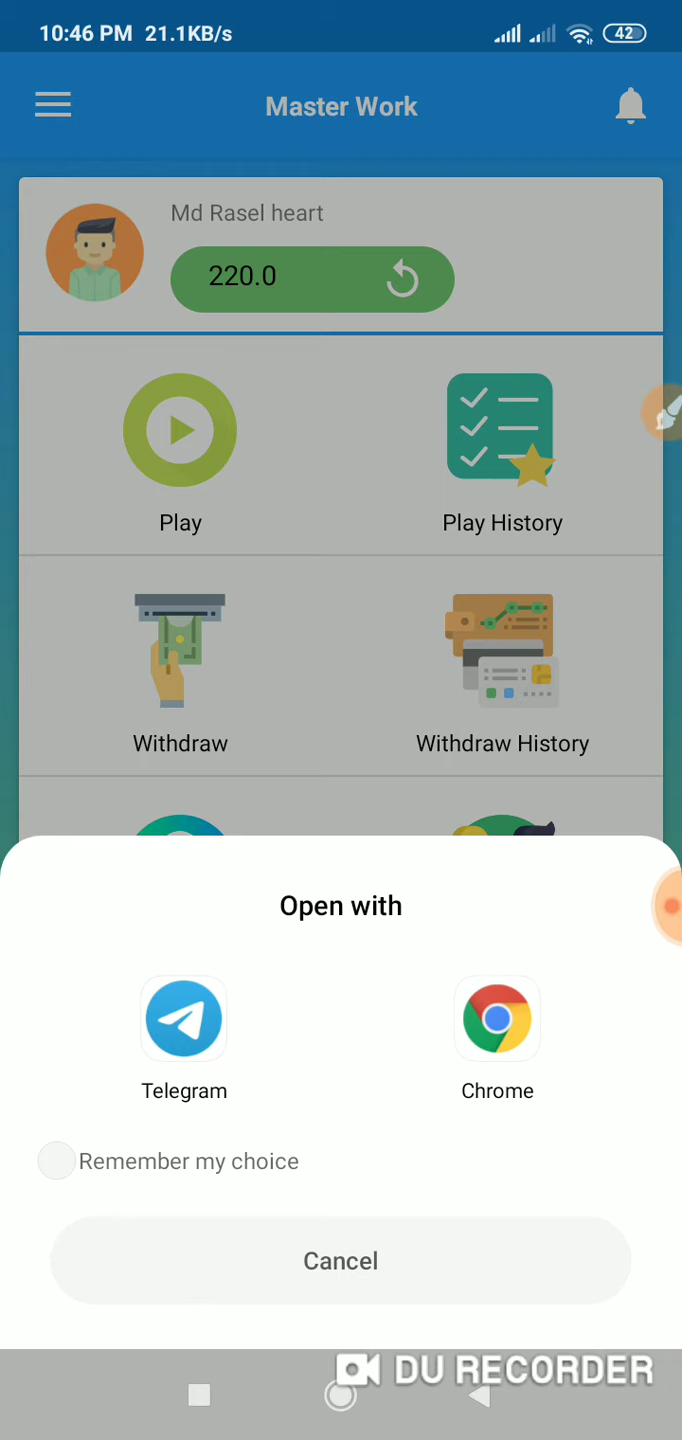 10:46 PM 21.1KB/s
42
Master Work
Md Rasel heart
220.0
Play
Play History
Withdraw
Withdraw History
Open with
Telegram
Chrome
Remember my choice
Cancel
DU RECORDER